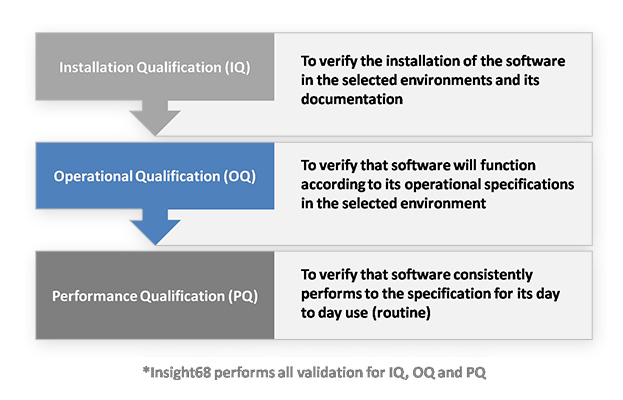 Installation Qualification (IQ)
To verify the installation of the software
in the selected environments and its
documentation
Operational Qualification (OQ)
To verify that software will function
according to its operational specifications
in the selected environment
Performance Qualification (PQ)
To verify that software consistently
performs to the specification for its day
to day use (routine)
*Insight68 performs all validation for IQ, OQ and PQ